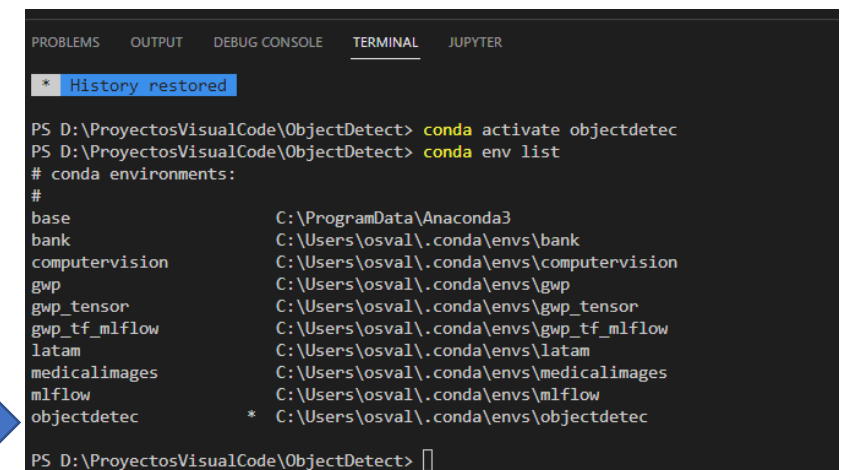 PROBLEMS OUTPUT DEBUG CONSOLE TERMINAL JUPYTER
* History restored
PS D:\ProyectosVisualCode\ObjectDetect> conda activate objectdetec
PS D:\ProyectosVisualCode\ObjectDetect> conda env list
# conda environments:
#
base C:\ProgramData\Anaconda3
bank C:\Users\osval\.conda\envs\bank
computervision C:\Users\osval\.conda\envs\computervision
gwp C:\Users\osval\.conda\envs\gwp
gwp_tensor C:\Users\osval\.conda\envs\gwp_tensor
gwp_tf_mlflow C:\Users\osval\.conda\envs\gwp_tf_mlflow
latam C:\Users\osval\.conda\envs\latam
medicalimages C:\Users\osval\.conda\envs\medicalimages
mlflow C:\Users\osval\.conda\envs\mlflow
objectdetec * C:\Users\osval\.conda\envs\objectdetec
PS D:\ProyectosVisualCode\ObjectDetect>